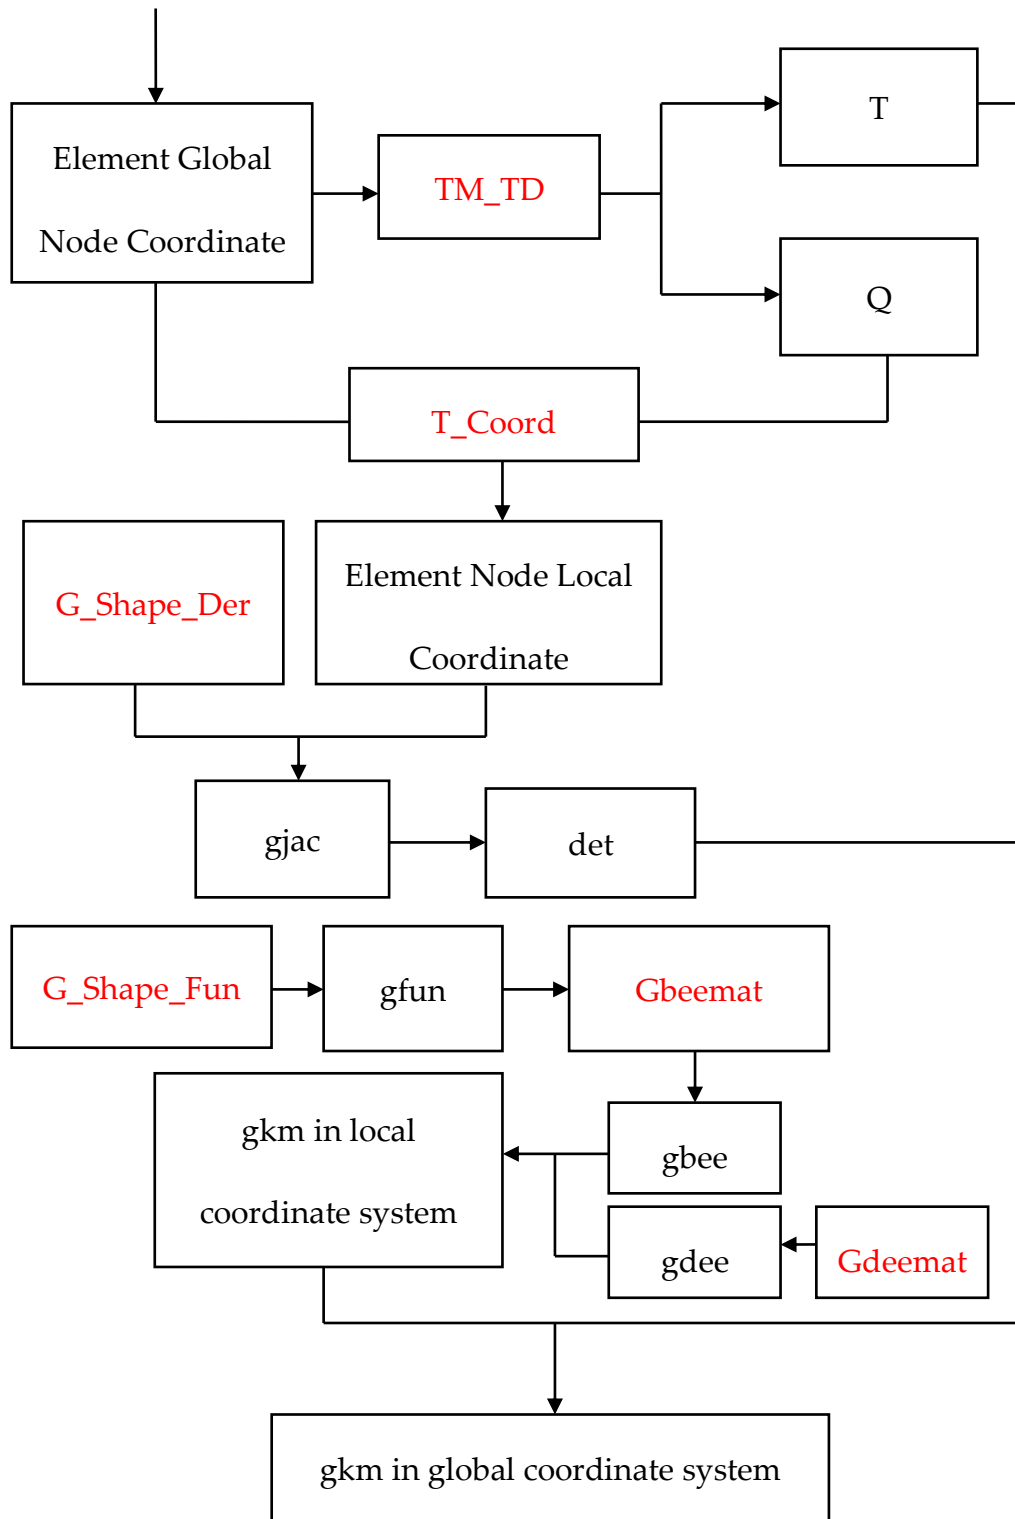 T
Element Global
Node Coordinate
TM_TD
Q
T_Coord
G_Shape_Der
Element Node Local
Coordinate
gjac
det
G_Shape_Fun
gfun
Gbeemat
gkm in local
coordinate system
gbee
gdee
Gdeemat
gkm in global coordinate system